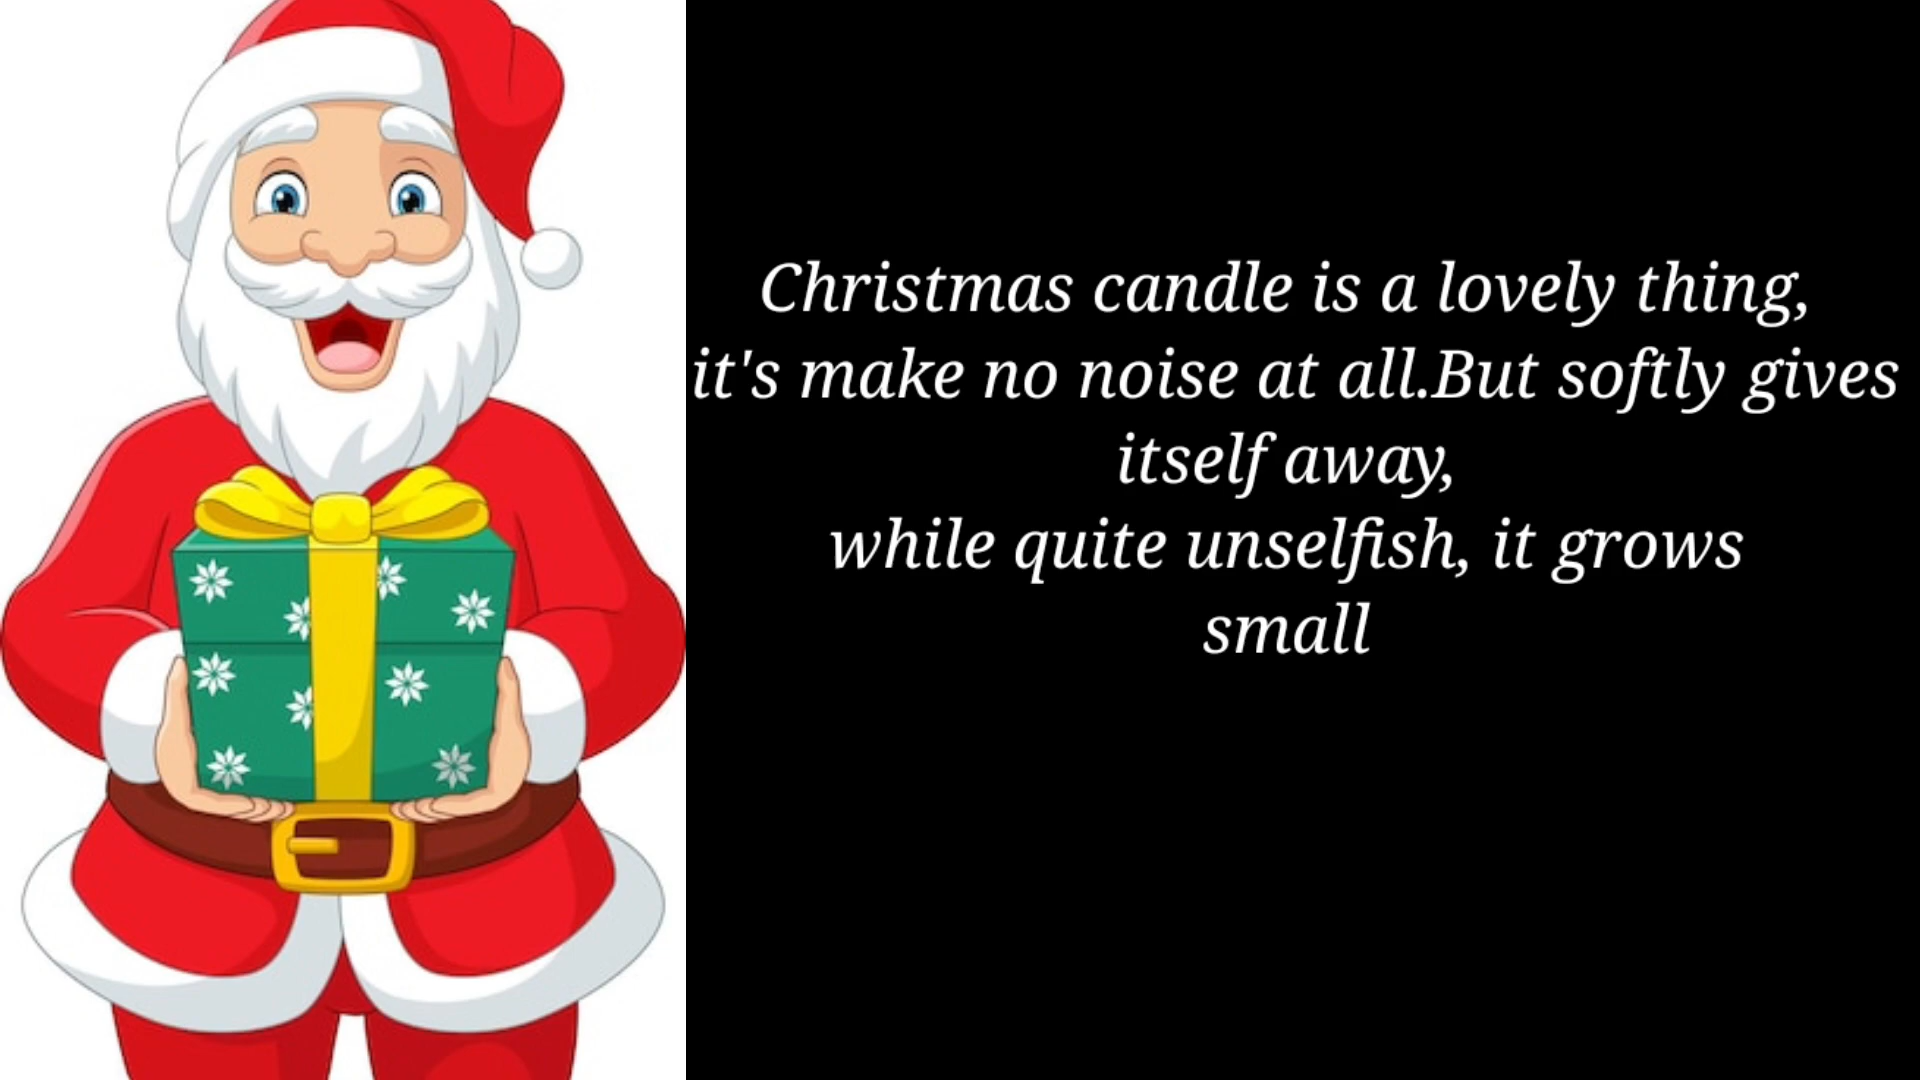 Christmas candle is a lovely thing,
it's make no noise at all.But softly gives
itself away,
while quite unselfish, it grows
small